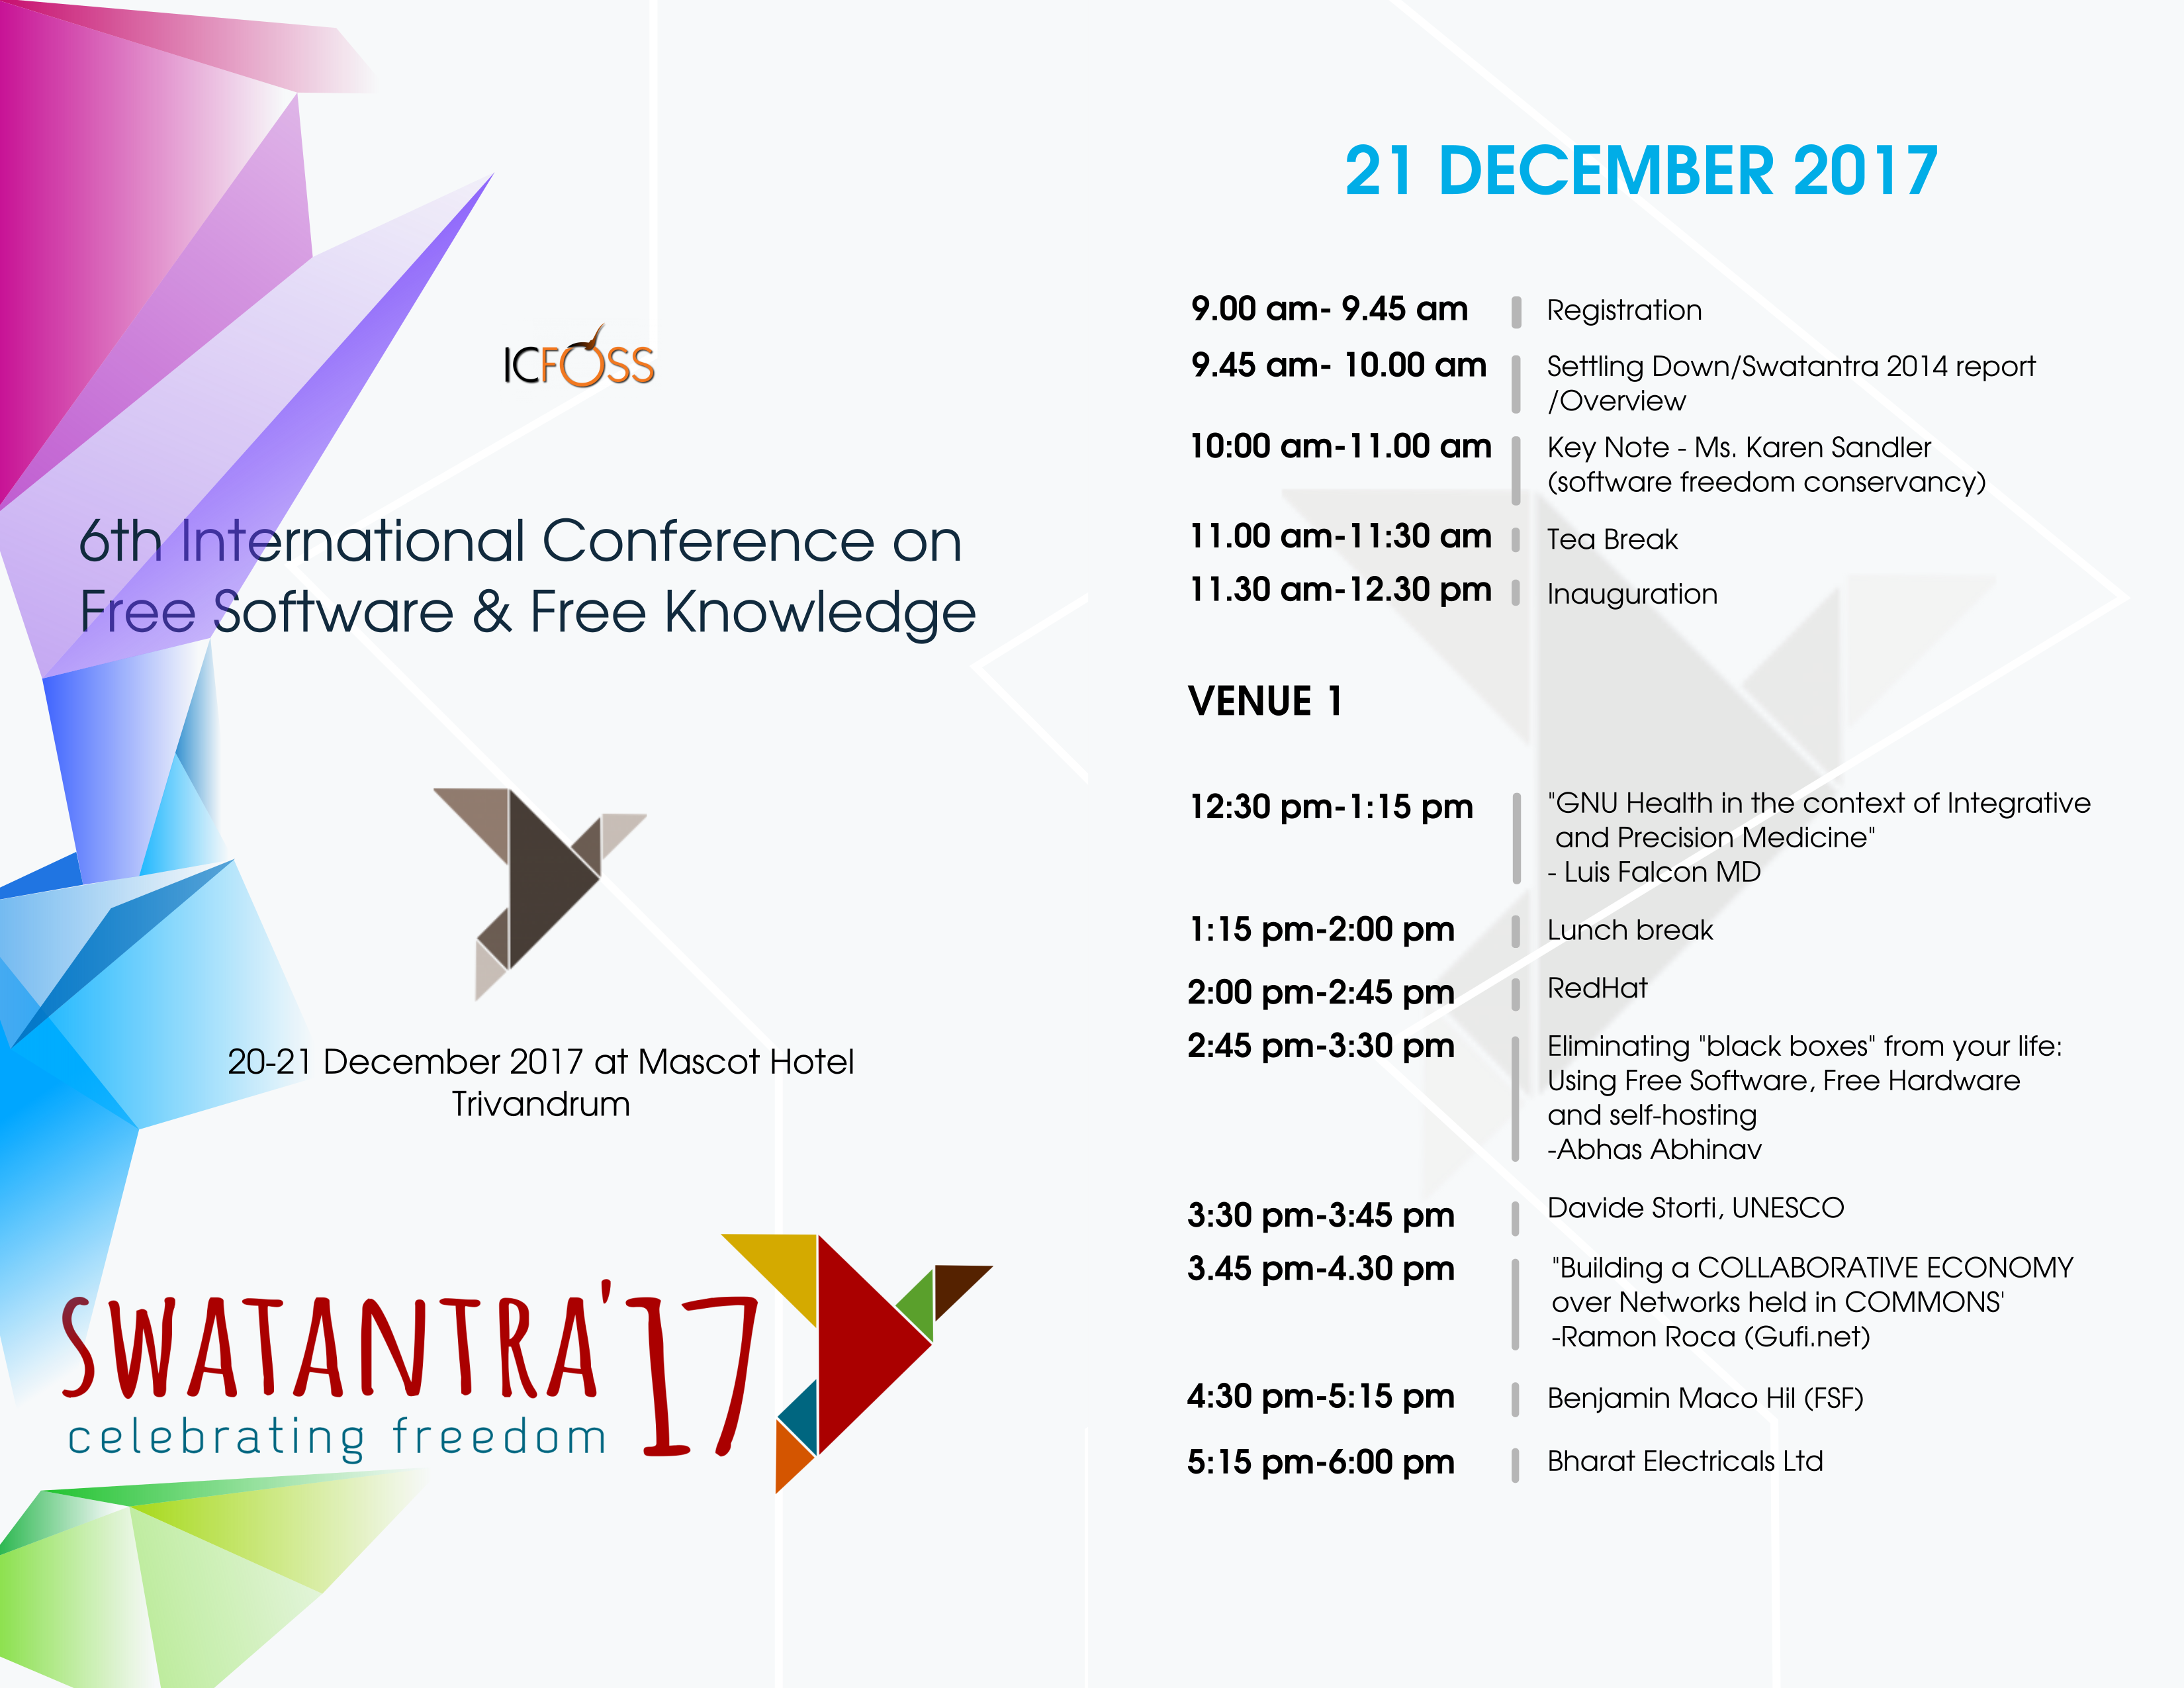 ICFOSS
6th International Conference on
Free Software & Free Knowledge
20-21 December 2017 at Mascot Hotel
Trivandrum
SWATANTRA'17
celebrating freedom
21 DECEMBER 2017
9.00 am- 9.45 am Registration
9.45 am- 10.00 am Settling Down/Swatantra 2014 report
/Overview
10:00 am-11.00 am Key Note - Ms. Karen Sandler
(software freedom conservancy)
11.00 am-11:30 am Tea Break
11.30 am-12.30 pm Inauguration
VENUE 1
12:30 pm-1:15 pm "GNU Health in the context of Integrative
and Precision Medicine"
- Luis Falcon MD
1:15 pm-2:00 pm Lunch break
2:00 pm-2:45 pm RedHat
2:45 pm-3:30 pm Eliminating "black boxes" from your life:
Using Free Software, Free Hardware
and self-hosting
-Abhas Abhinav
3:30 pm-3:45 pm Davide Storti, UNESCO
3.45 pm-4.30 pm "Building a COLLABORATIVE ECONOMY
over Networks held in COMMONS'
-Ramon Roca (Gufi.net)
4:30 pm-5:15 pm Benjamin Maco Hil (FSF)
5:15 pm-6:00 pm Bharat Electricals Ltd